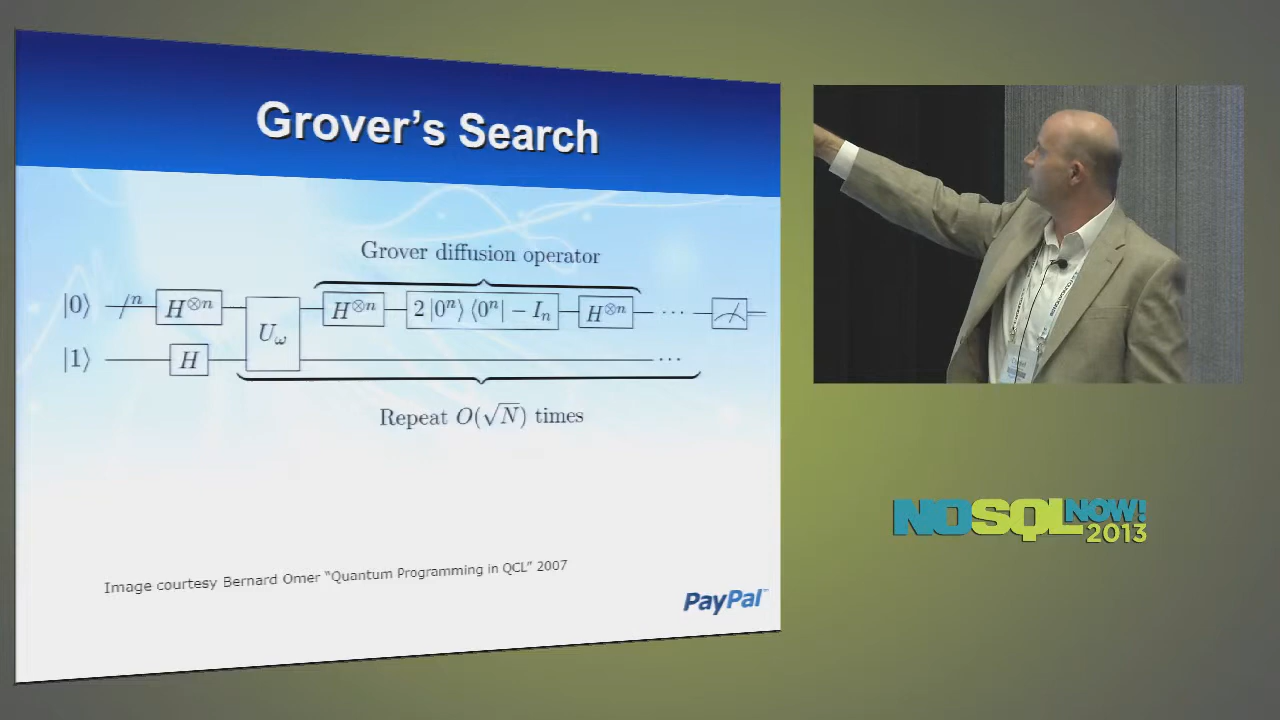 Grover's Search
Grover diffusion operator
|0⟩ /n H⊗n Uω H⊗n 2|0ⁿ⟩⟨0ⁿ| − Iₙ H⊗n ...
|1⟩ H ...
Repeat O(√N) times
Image courtesy Bernard Omer "Quantum Programming in QCL" 2007
PayPal
NOSQL NOW!
2013